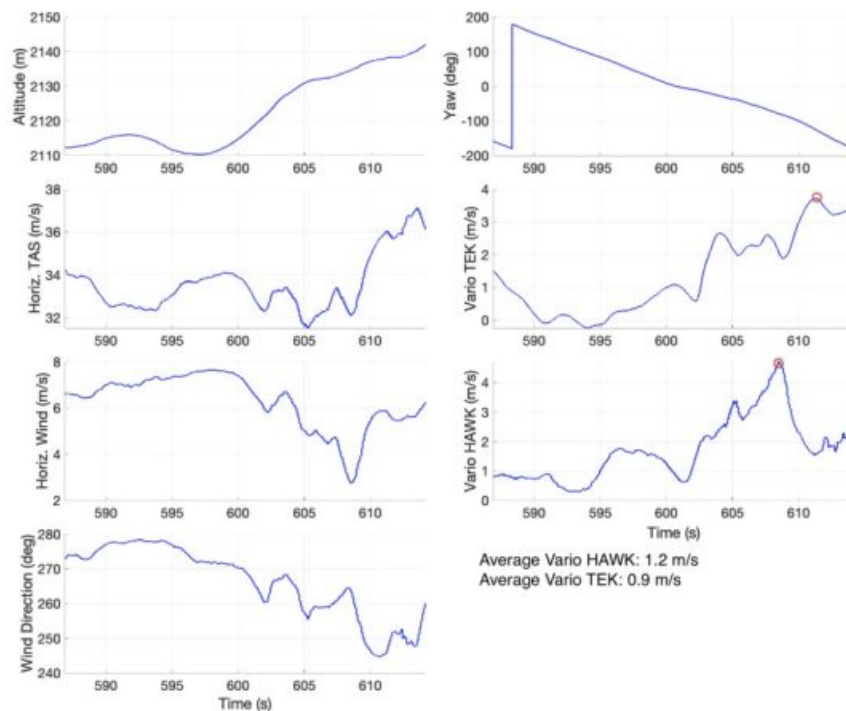 2150
2140
2130
2120
2110
Altitude (m)
590 595 600 605 610
200
100
0
-100
-200
Yaw (deg)
590 595 600 605 610
38
36
34
32
Horiz. TAS (m/s)
590 595 600 605 610
4
3
2
1
0
Vario TEK (m/s)
590 595 600 605 610
8
6
4
2
Horiz. Wind (m/s)
590 595 600 605 610
4
3
2
1
0
Vario HAWK (m/s)
590 595 600 605 610
Time (s)
Average Vario HAWK: 1.2 m/s
Average Vario TEK: 0.9 m/s
280
270
260
250
240
Wind Direction (deg)
590 595 600 605 610
Time (s)